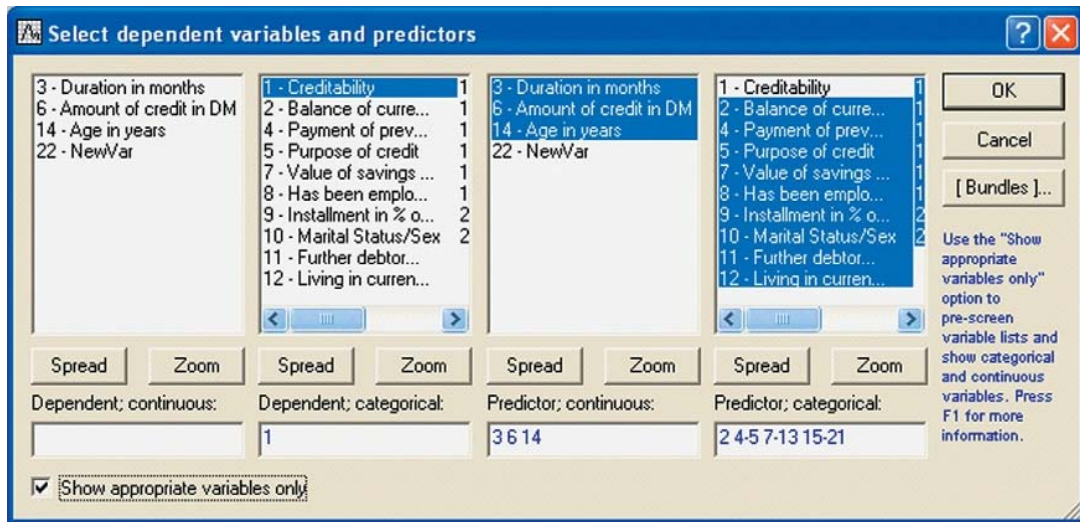 Select dependent variables and predictors
3 - Duration in months
6 - Amount of credit in DM
14 - Age in years
22 - NewVar
1 - Creditability 1
2 - Balance of curre... 1
4 - Payment of prev... 1
5 - Purpose of credit 1
7 - Value of savings ... 1
8 - Has been emplo... 1
9 - Installment in % o... 2
10 - Marital Status/Sex 2
11 - Further debtor...
12 - Living in curren...
3 - Duration in months
6 - Amount of credit in DM
14 - Age in years
22 - NewVar
1 - Creditability 1
2 - Balance of curre... 1
4 - Payment of prev... 1
5 - Purpose of credit 1
7 - Value of savings ... 1
8 - Has been emplo... 1
9 - Installment in % o... 2
10 - Marital Status/Sex 2
11 - Further debtor...
12 - Living in curren...
OK
Cancel
[ Bundles ]...
Use the "Show
appropriate
variables only"
option to
pre-screen
variable lists and
show categorical
and continuous
variables. Press
F1 for more
information.
Spread Zoom Spread Zoom Spread Zoom Spread Zoom
Dependent; continuous: Dependent; categorical: Predictor; continuous: Predictor; categorical:
1 3 6 14 2 4-5 7-13 15-21
Show appropriate variables only